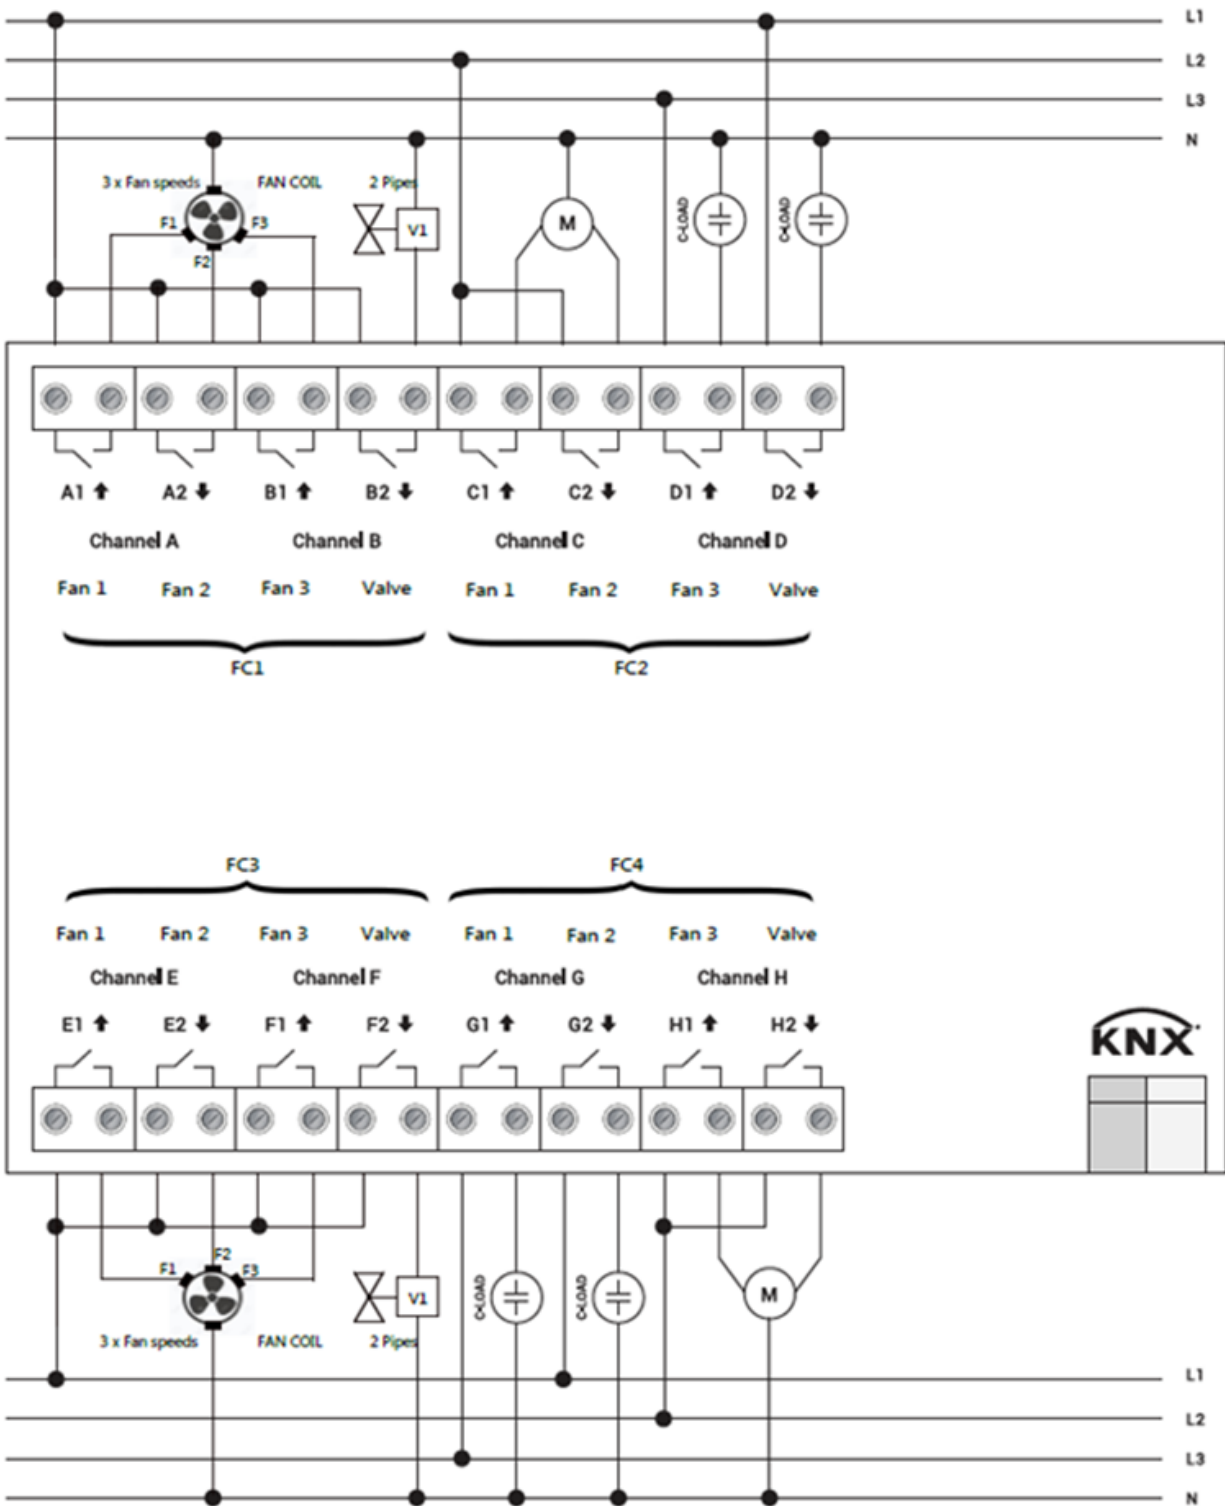 L1
L2
L3
N
3 x Fan speeds FAN COIL 2 Pipes
F1 F3
F2
V1
M
C-LOAD
C-LOAD
A1 A2 B1 B2 C1 C2 D1 D2
Channel A Channel B Channel C Channel D
Fan 1 Fan 2 Fan 3 Valve Fan 1 Fan 2 Fan 3 Valve
FC1 FC2
FC3 FC4
Fan 1 Fan 2 Fan 3 Valve Fan 1 Fan 2 Fan 3 Valve
Channel E Channel F Channel G Channel H
E1 E2 F1 F2 G1 G2 H1 H2
KNX
F2
F1 F3
V1
C-LOAD
C-LOAD
M
3 x Fan speeds FAN COIL 2 Pipes
L1
L2
L3
N